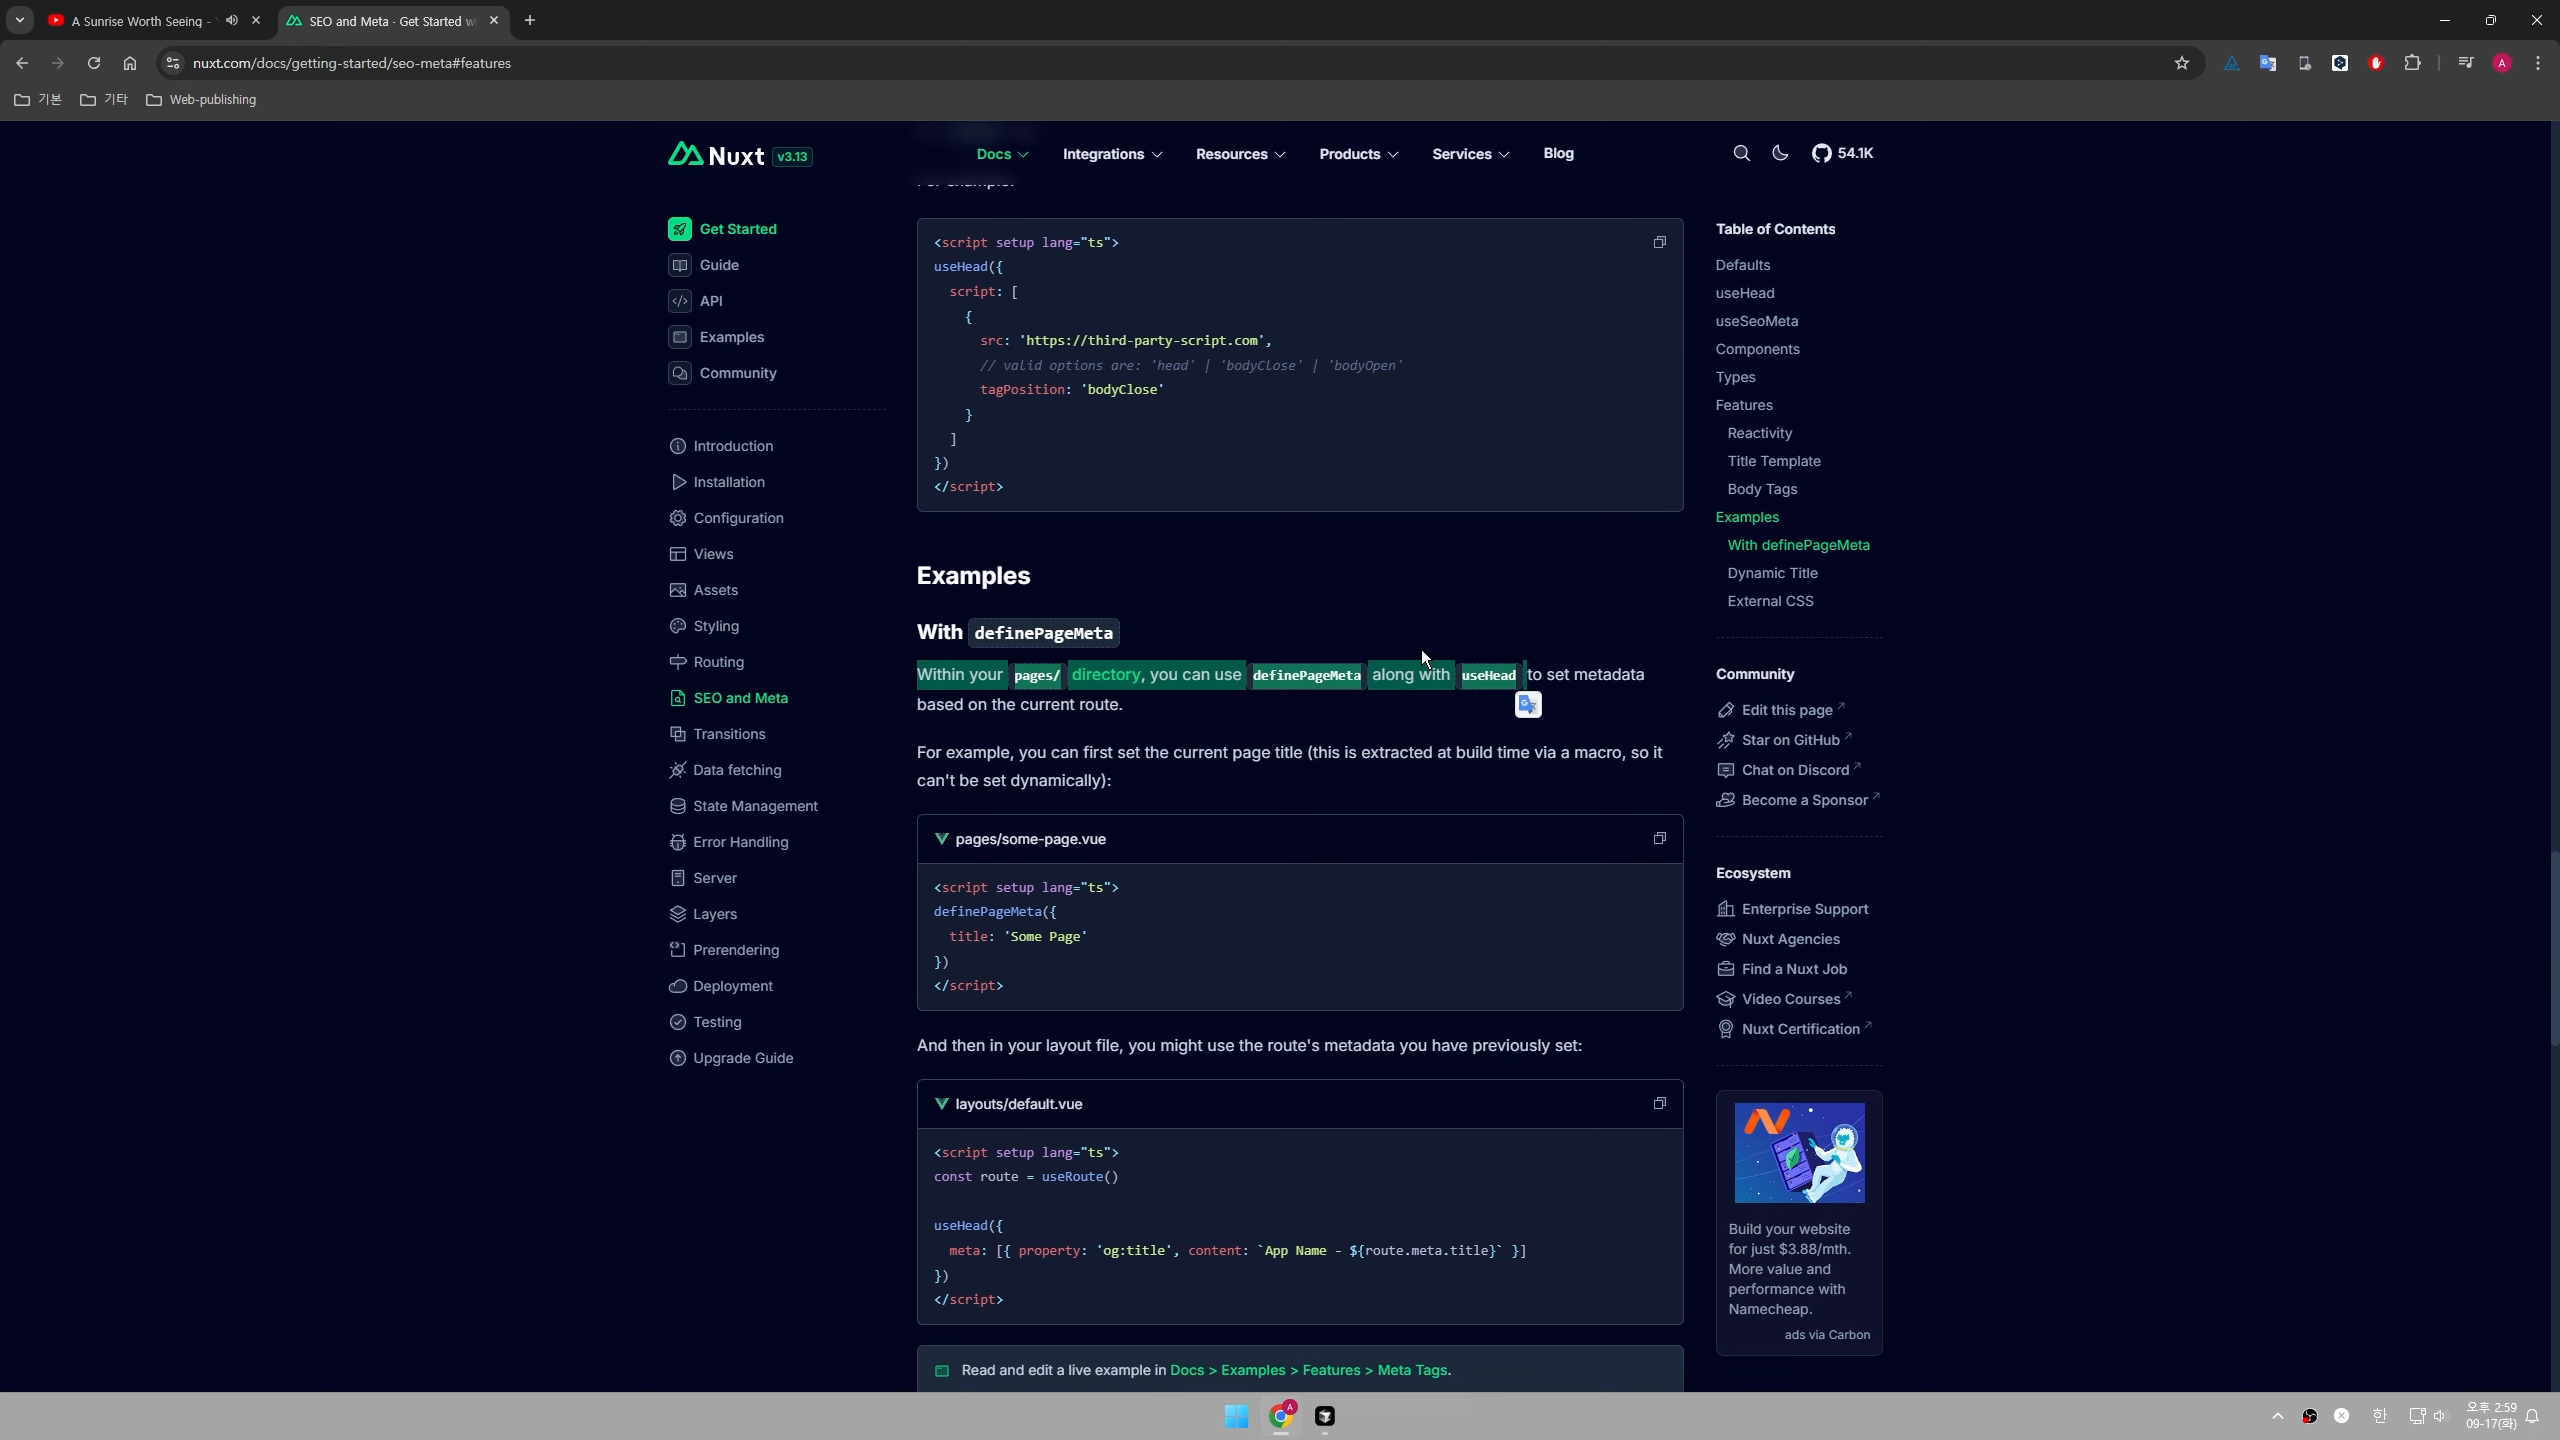 A Sunrise Worth Seeing -
SEO and Meta · Get Started w
nuxt.com/docs/getting-started/seo-meta#features
A
기본
기타
Web-publishing
Nuxt v3.13
Docs
Integrations
Resources
Products
Services
Blog
54.1K
Get Started
Guide
API
Examples
Community
Introduction
Installation
Configuration
Views
Assets
Styling
Routing
SEO and Meta
Transitions
Data fetching
State Management
Error Handling
Server
Layers
Prerendering
Deployment
Testing
Upgrade Guide
<script setup lang="ts">
useHead({
script: [
{
src: 'https://third-party-script.com',
// valid options are: 'head' | 'bodyClose' | 'bodyOpen'
tagPosition: 'bodyClose'
}
]
})
</script>
Examples
With definePageMeta
Within your pages/ directory, you can use definePageMeta along with useHead to set metadata
based on the current route.
For example, you can first set the current page title (this is extracted at build time via a macro, so it
can't be set dynamically):
pages/some-page.vue
<script setup lang="ts">
definePageMeta({
title: 'Some Page'
})
</script>
And then in your layout file, you might use the route's metadata you have previously set:
layouts/default.vue
<script setup lang="ts">
const route = useRoute()
useHead({
meta: [{ property: 'og:title', content: `App Name - ${route.meta.title}` }]
})
</script>
Read and edit a live example in Docs > Examples > Features > Meta Tags.
Table of Contents
Defaults
useHead
useSeoMeta
Components
Types
Features
Reactivity
Title Template
Body Tags
Examples
With definePageMeta
Dynamic Title
External CSS
Community
Edit this page
Star on GitHub
Chat on Discord
Become a Sponsor
Ecosystem
Enterprise Support
Nuxt Agencies
Find a Nuxt Job
Video Courses
Nuxt Certification
Build your website
for just $3.88/mth.
More value and
performance with
Namecheap.
ads via Carbon
A
한
오후 2:59
09-17(화)